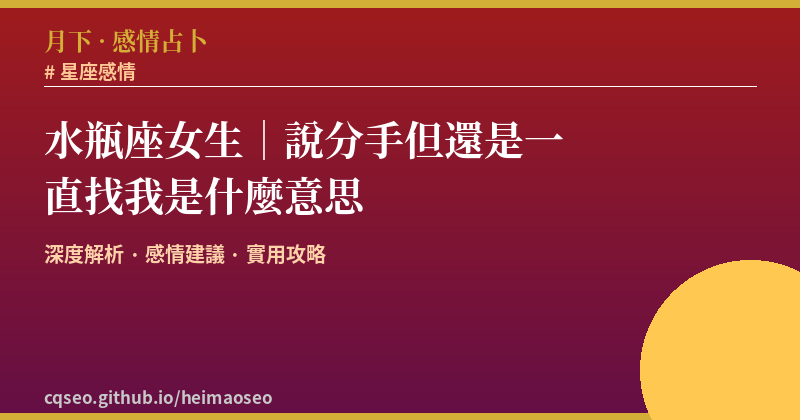 月下 · 感情占卜
# 星座感情
水瓶座女生｜說分手但還是一
直找我是什麼意思
深度解析 · 感情建議 · 實用攻略
cqseo.github.io/heimaoseo